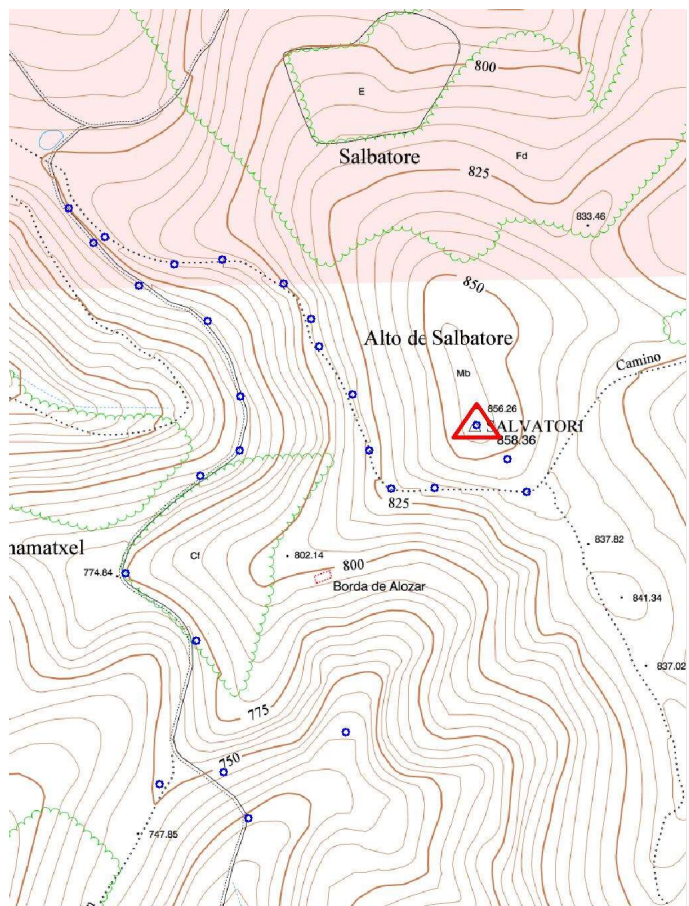 800
E
Salbatore
Fd
825
833.46
850
Alto de Salbatore
Camino
Mb
856.26
SALVATORI
858.36
825
837.82
namatxel
Cf
802.14
800
774.84
Borda de Alozar
841.34
837.02
775
750
747.85